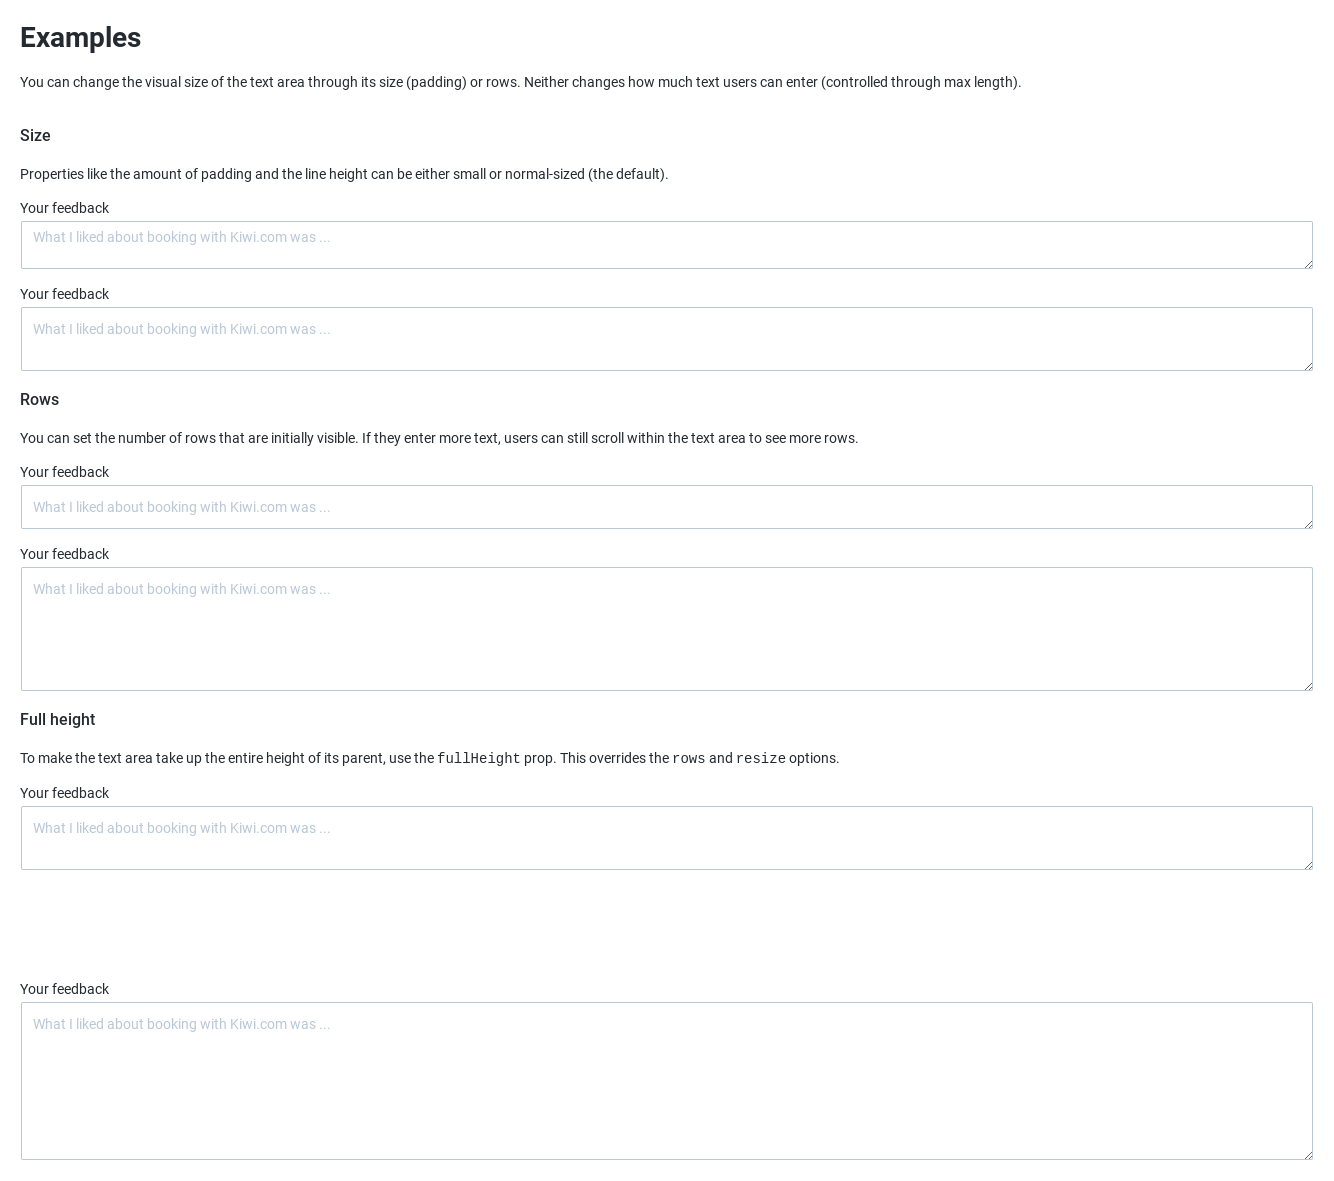 Examples
You can change the visual size of the text area through its size (padding) or rows. Neither changes how much text users can enter (controlled through max length).
Size
Properties like the amount of padding and the line height can be either small or normal-sized (the default).
Your feedback
What I liked about booking with Kiwi.com was ...
Your feedback
What I liked about booking with Kiwi.com was ...
Rows
You can set the number of rows that are initially visible. If they enter more text, users can still scroll within the text area to see more rows.
Your feedback
What I liked about booking with Kiwi.com was ...
Your feedback
What I liked about booking with Kiwi.com was ...
Full height
To make the text area take up the entire height of its parent, use the fullHeight prop. This overrides the rows and resize options.
Your feedback
What I liked about booking with Kiwi.com was ...
Your feedback
What I liked about booking with Kiwi.com was ...